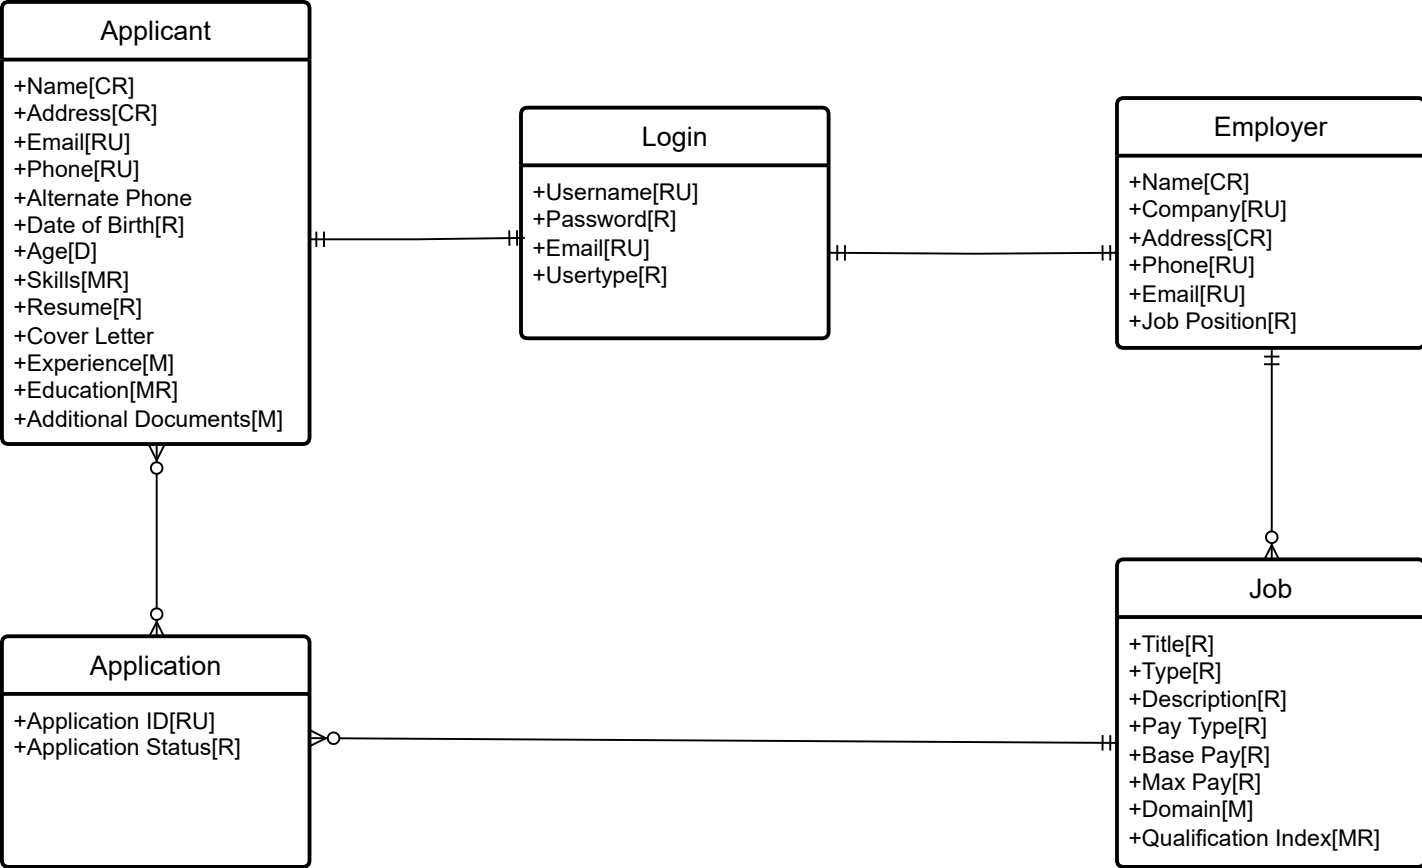 Applicant
+Name[CR]
+Address[CR]
+Email[RU]
+Phone[RU]
+Alternate Phone
+Date of Birth[R]
+Age[D]
+Skills[MR]
+Resume[R]
+Cover Letter
+Experience[M]
+Education[MR]
+Additional Documents[M]
Login
+Username[RU]
+Password[R]
+Email[RU]
+Usertype[R]
Employer
+Name[CR]
+Company[RU]
+Address[CR]
+Phone[RU]
+Email[RU]
+Job Position[R]
Application
+Application ID[RU]
+Application Status[R]
Job
+Title[R]
+Type[R]
+Description[R]
+Pay Type[R]
+Base Pay[R]
+Max Pay[R]
+Domain[M]
+Qualification Index[MR]